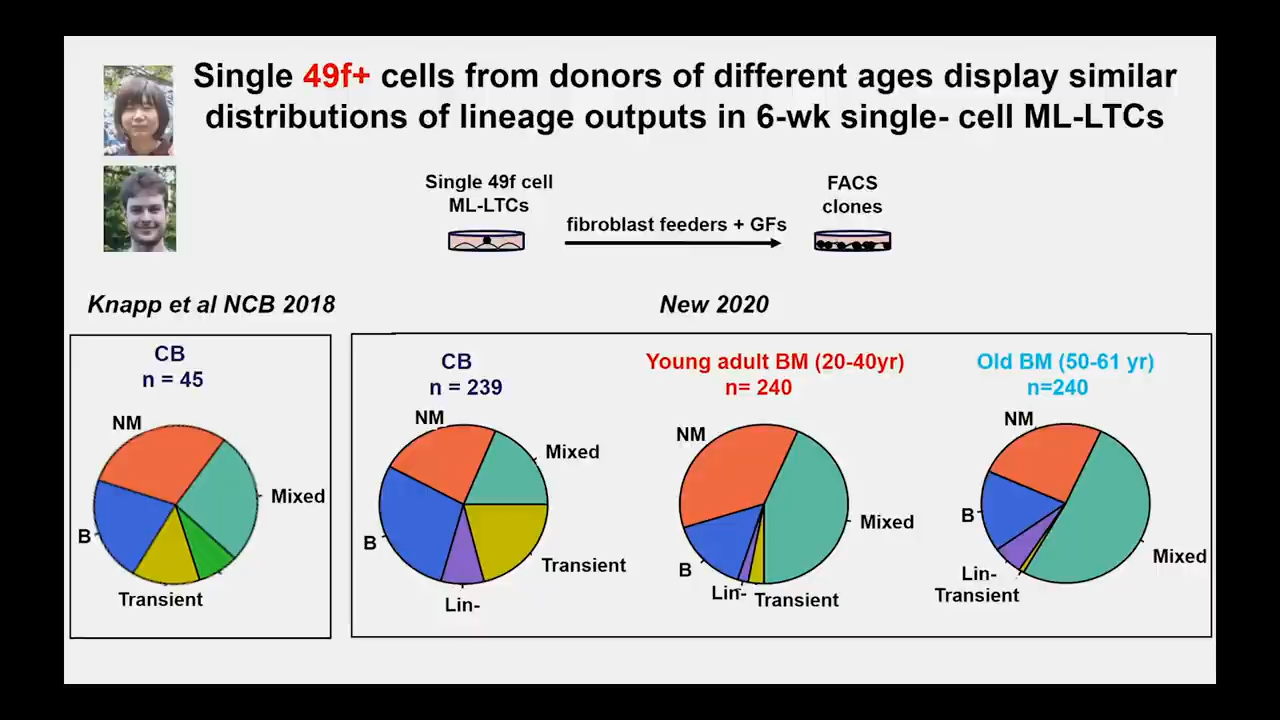 Single 49f+ cells from donors of different ages display similar
distributions of lineage outputs in 6-wk single- cell ML-LTCs
Single 49f cell
ML-LTCs
fibroblast feeders + GFs
FACS
clones
Knapp et al NCB 2018
New 2020
CB
n = 45
NM
Mixed
B
Transient
CB
n = 239
NM
Mixed
B
Transient
Lin-
Young adult BM (20-40yr)
n= 240
NM
Mixed
B
Lin-
Transient
Old BM (50-61 yr)
n=240
NM
B
Mixed
Lin-
Transient